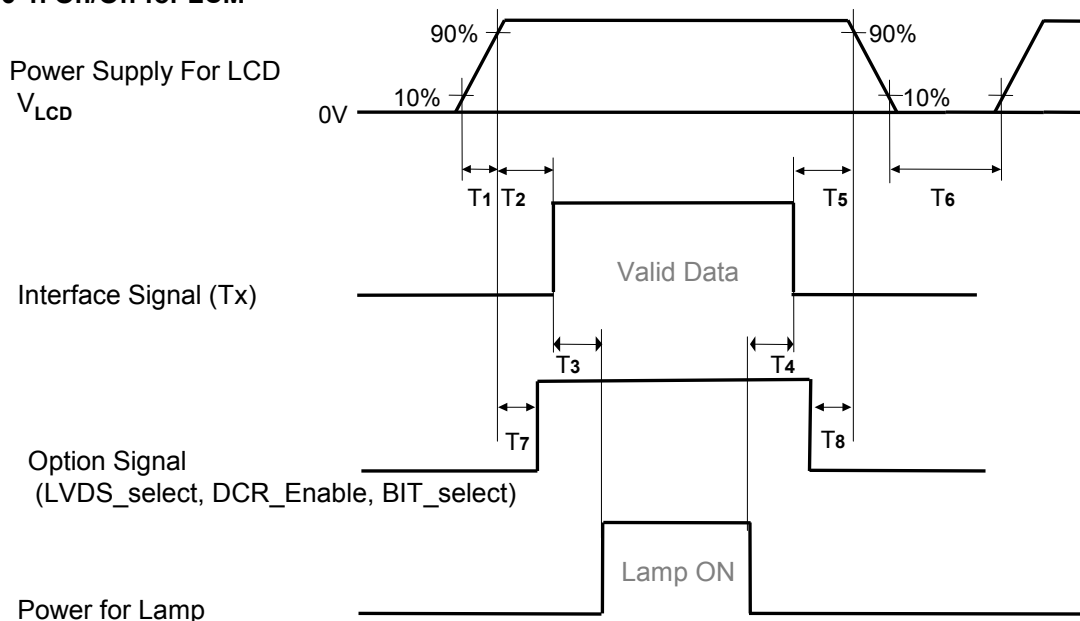 90%
90%
Power Supply For LCD
VLCD
10%
10%
0V
T1 T2
T5
T6
Valid Data
Interface Signal (Tx)
T3
T4
T7
T8
Option Signal
(LVDS_select, DCR_Enable, BIT_select)
Lamp ON
Power for Lamp